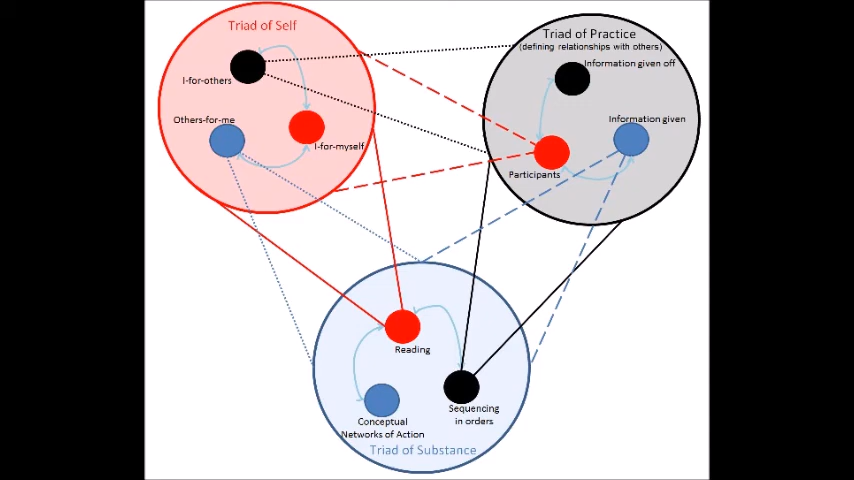 Triad of Self
I-for-others
Others-for-me
I-for-myself
Triad of Practice
(defining relationships with others)
Information given off
Information given
Participants
Reading
Conceptual
Networks of Action
Sequencing
in orders
Triad of Substance